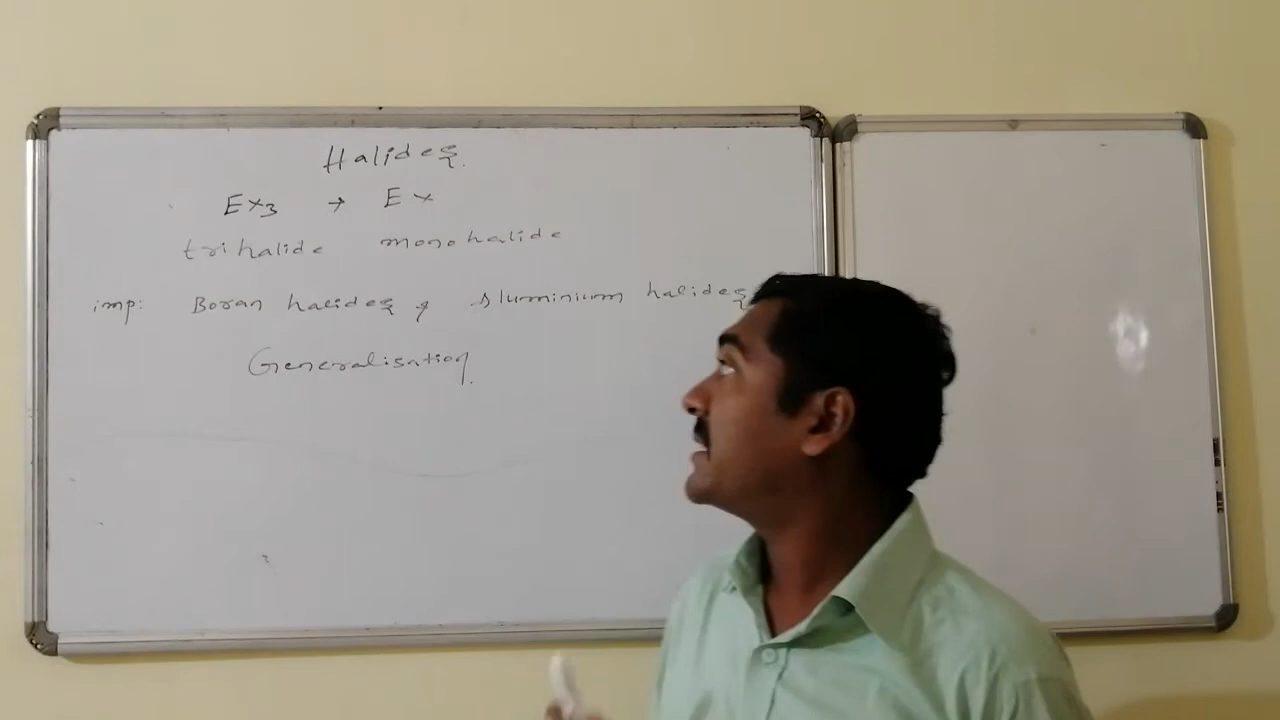 Halides.
EX3 → EX
trihalide monohalide
imp: Boran halides & Aluminium halides
Generalisation.